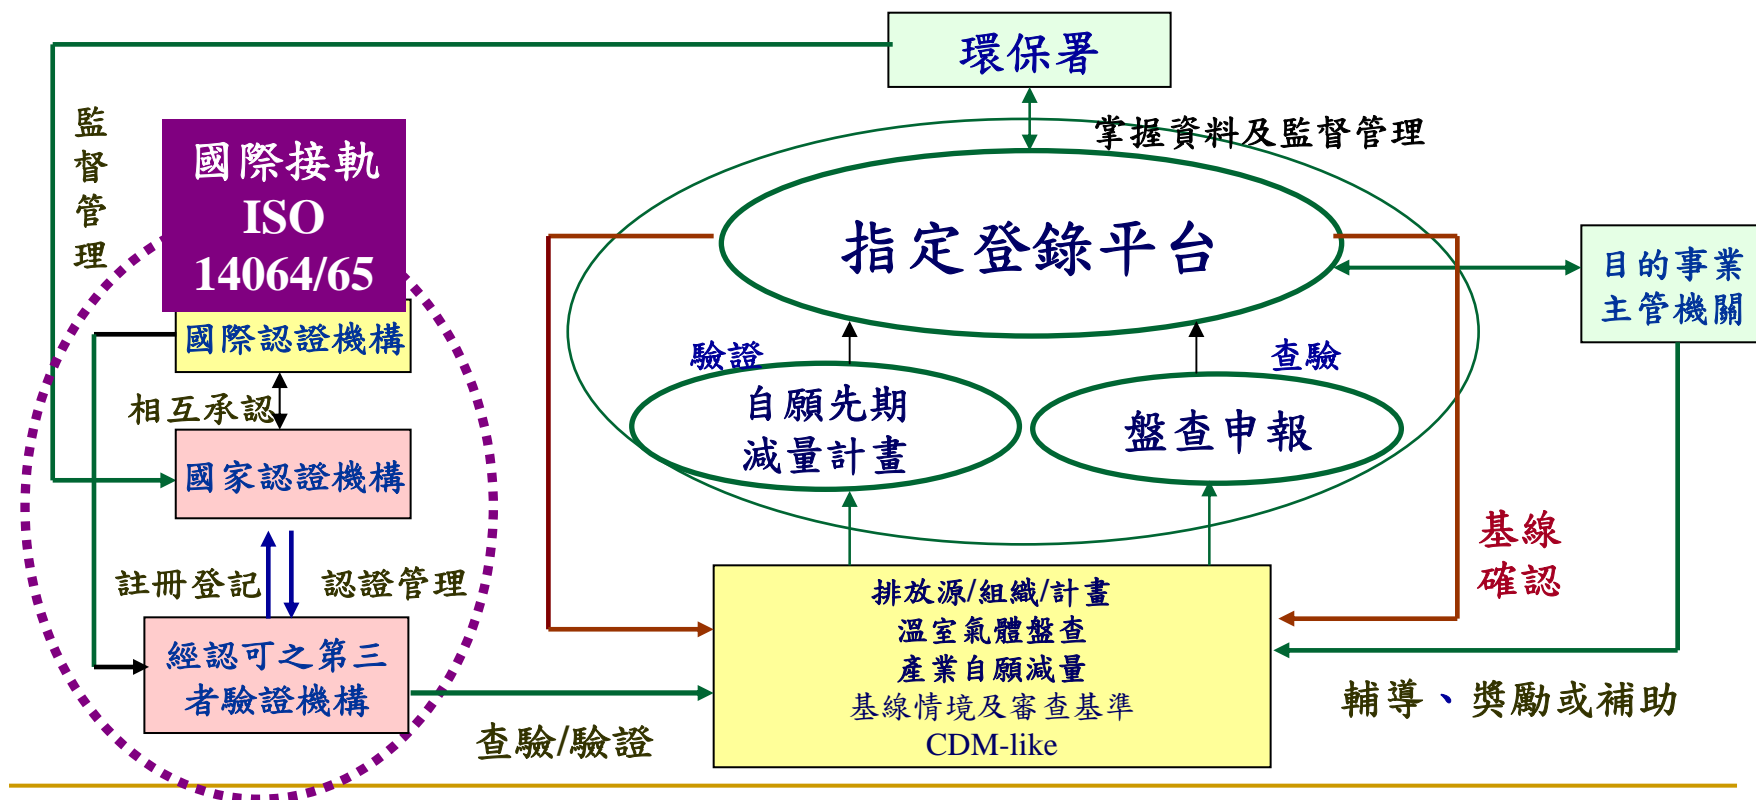 環保署
掌握資料及監督管理
監
督
管
理
國際接軌
ISO
14064/65
指定登錄平台
目的事業
主管機關
國際認證機構
驗證
查驗
相互承認
自願先期
減量計畫
盤查申報
國家認證機構
基線
確認
註冊登記
認證管理
排放源/組織/計畫
溫室氣體盤查
產業自願減量
基線情境及審查基準
CDM-like
經認可之第三
者驗證機構
輔導、獎勵或補助
查驗/驗證